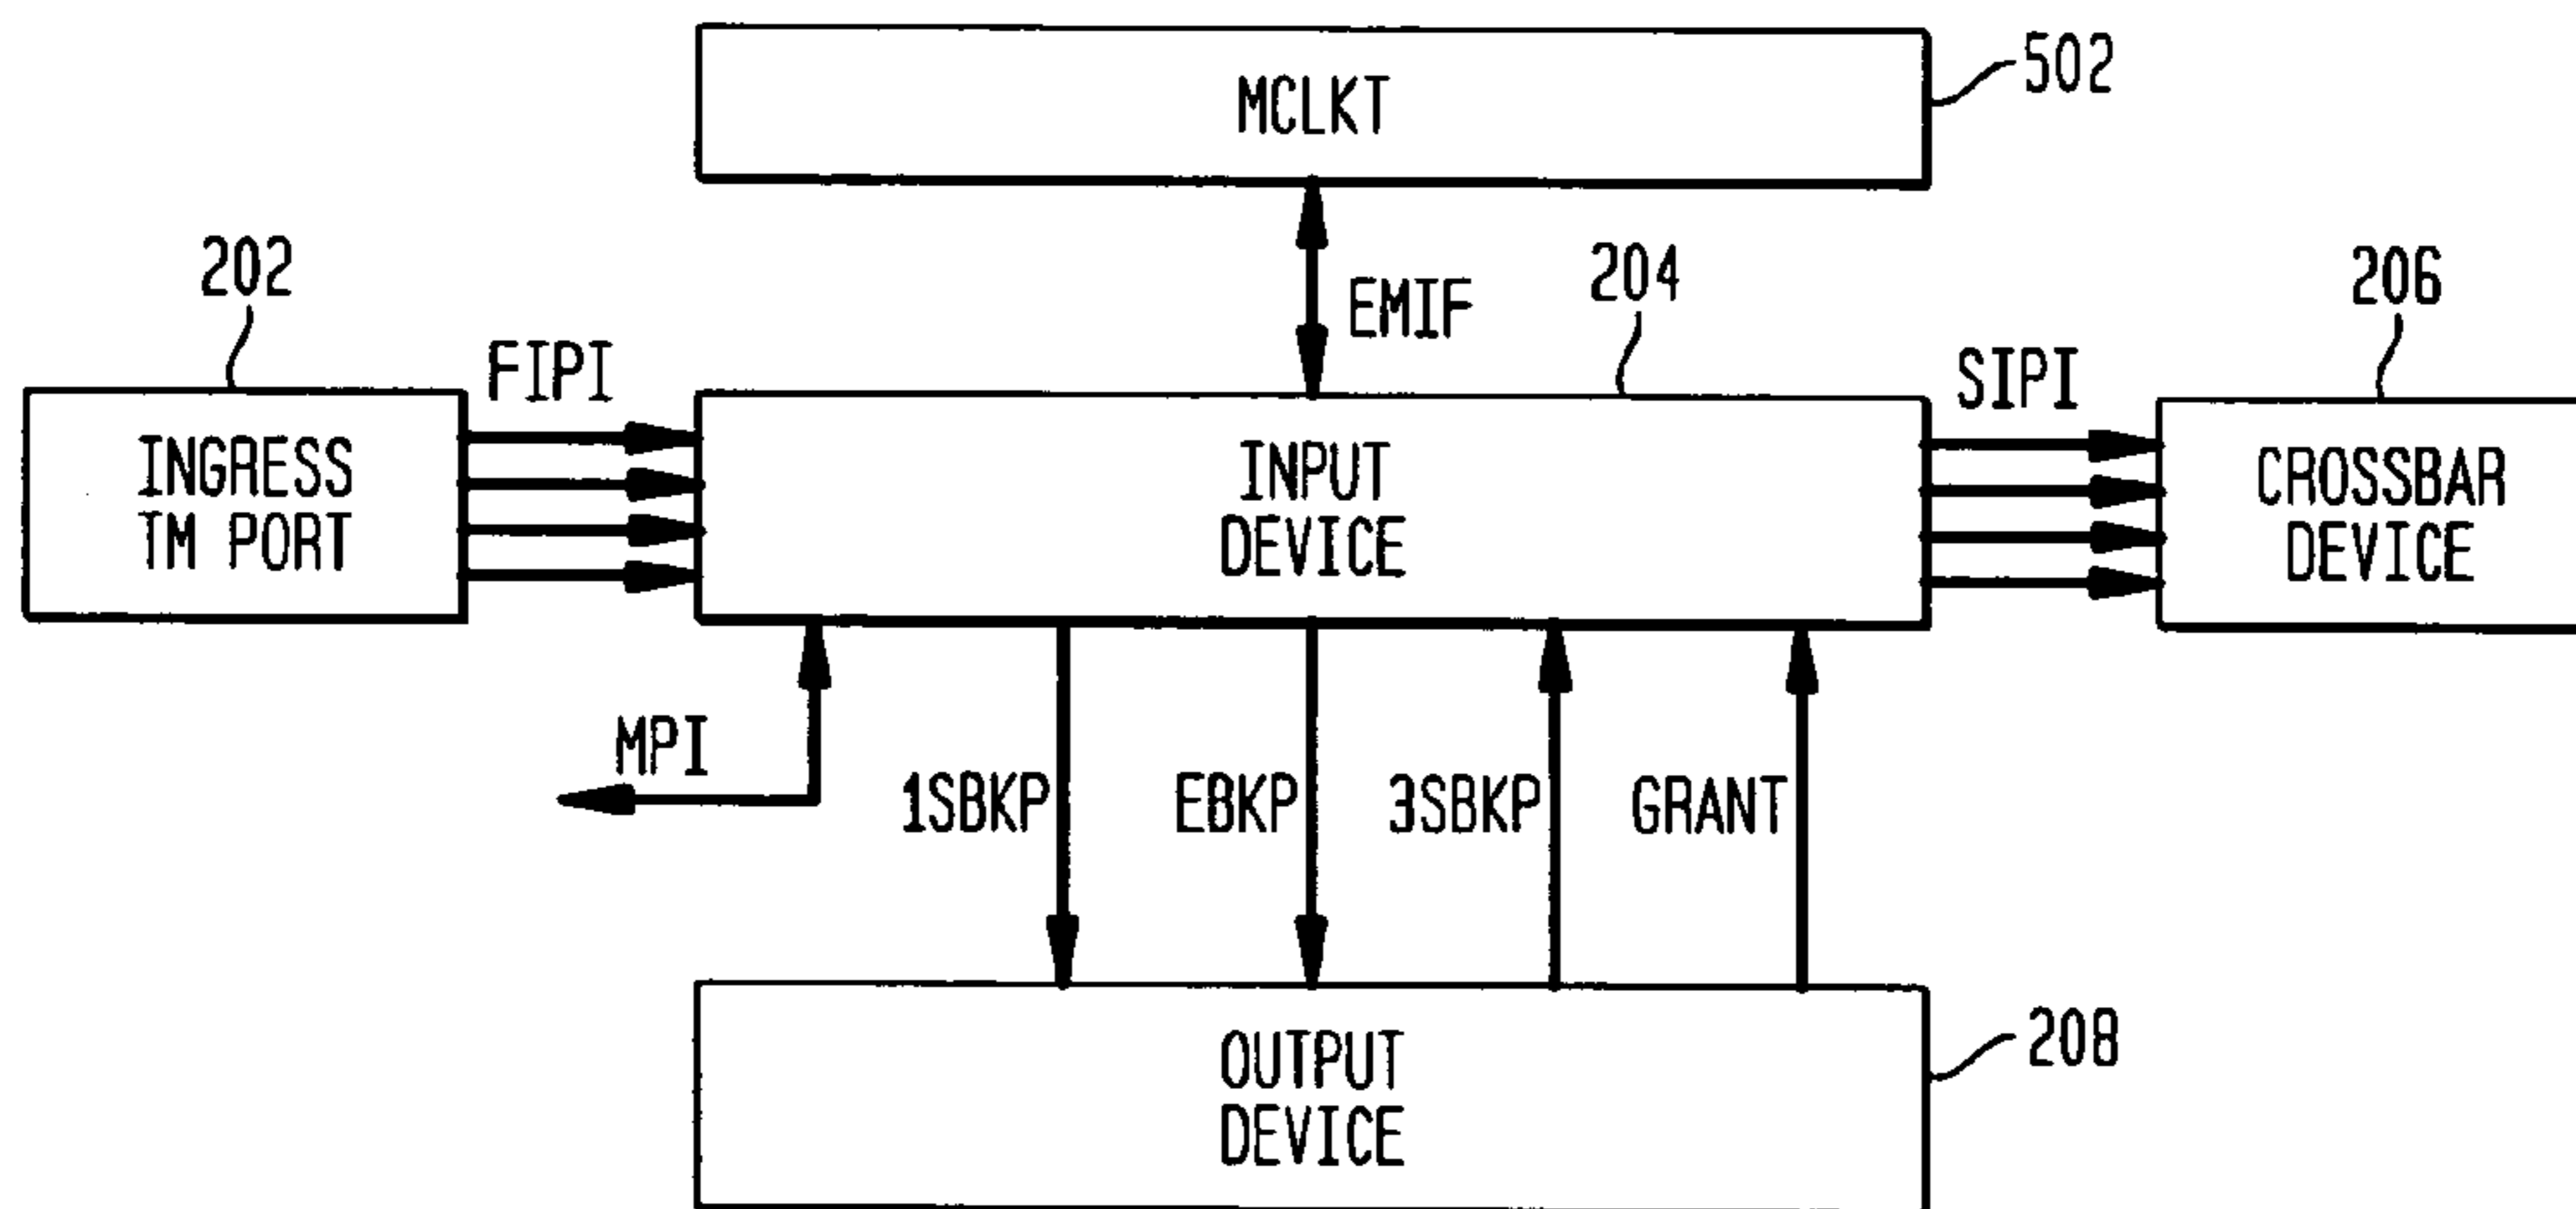 MCLKT
502
202
FIPI
EMIF
204
SIPI
206
INGRESS
TM PORT
INPUT
DEVICE
CROSSBAR
DEVICE
MPI
1SBKP
EBKP
3SBKP
GRANT
OUTPUT
DEVICE
208